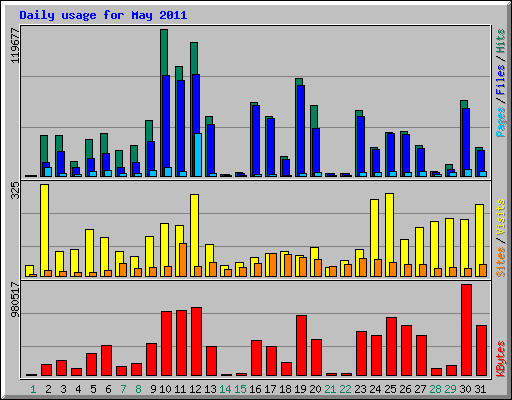 Daily usage for May 2011
119677
Pages / Files / Hits
325
Sites / Visits
980517
KBytes
1 2 3 4 5 6 7 8 9 10 11 12 13 14 15 16 17 18 19 20 21 22 23 24 25 26 27 28 29 30 31